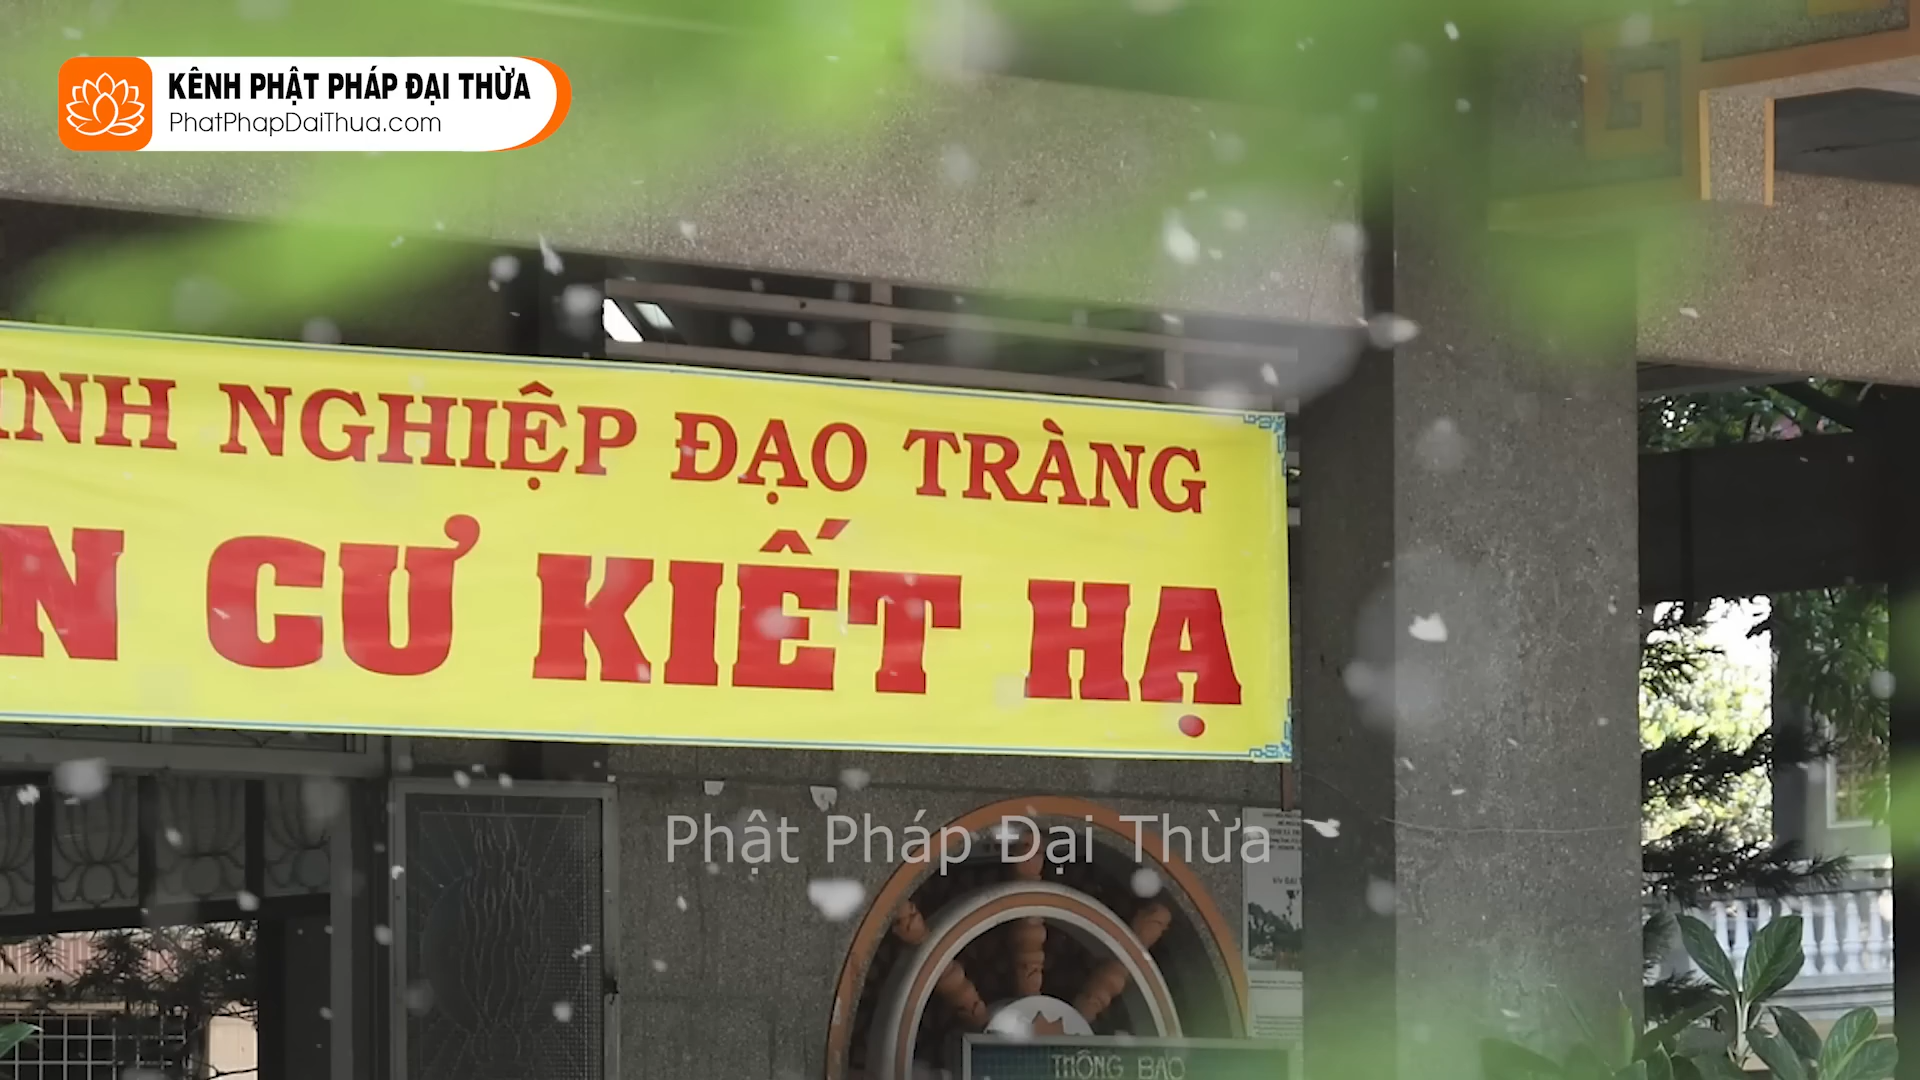 KÊNH PHẬT PHÁP ĐẠI THỪA
PhatPhapDaiThua.com
INH NGHIỆP ĐẠO TRÀNG
N CƯ KIẾT HẠ
Phật Pháp Đại Thừa
THÔNG BÁO